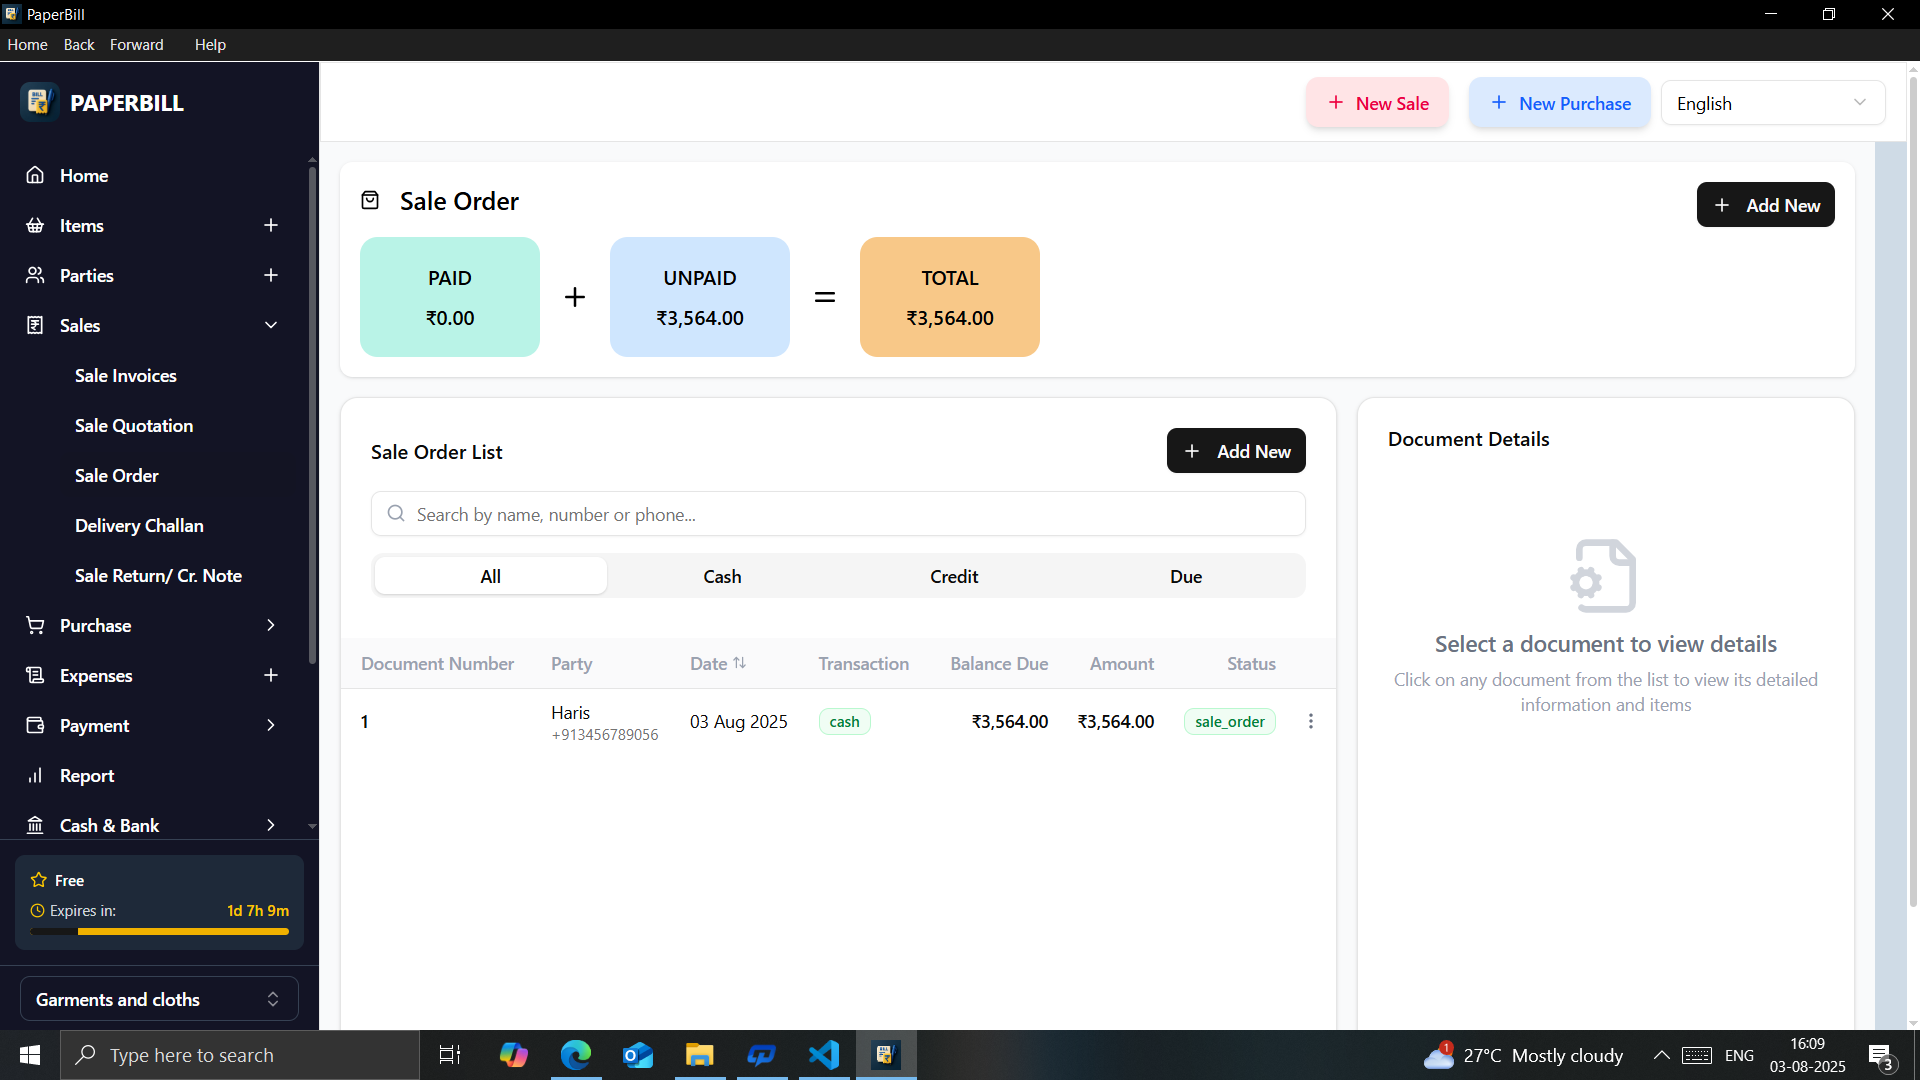 PaperBill
Home Back Forward Help
PAPERBILL
Home
Items
Parties
Sales
Sale Invoices
Sale Quotation
Sale Order
Delivery Challan
Sale Return/ Cr. Note
Purchase
Expenses
Payment
Report
Cash & Bank
Free
Expires in: 1d 7h 9m
Garments and cloths
+ New Sale
+ New Purchase
English
Sale Order
+ Add New
PAID
₹0.00
+
UNPAID
₹3,564.00
=
TOTAL
₹3,564.00
Sale Order List
+ Add New
Search by name, number or phone...
All Cash Credit Due
Document Number Party Date Transaction Balance Due Amount Status
1 Haris 03 Aug 2025 cash ₹3,564.00 ₹3,564.00 sale_order
+913456789056
Document Details
Select a document to view details
Click on any document from the list to view its detailed
information and items
Type here to search
1
27°C Mostly cloudy
ENG
16:09
03-08-2025
3